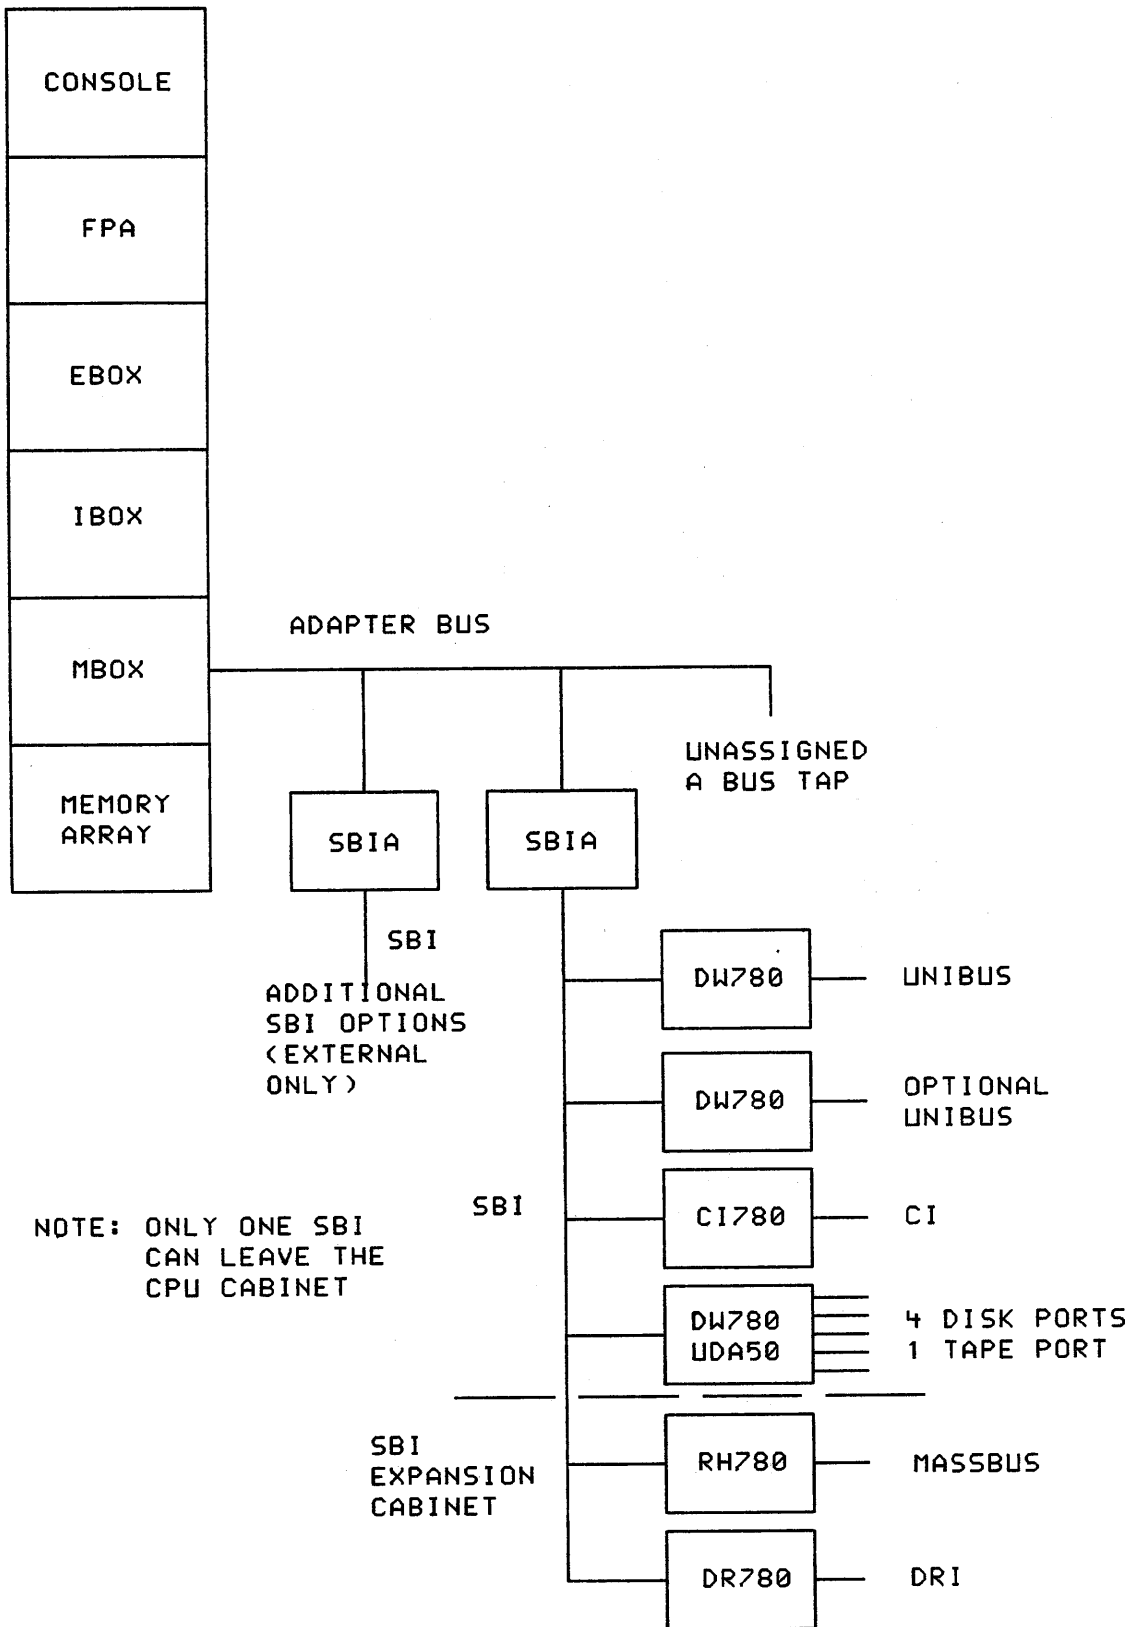 CONSOLE
FPA
EBOX
IBOX
MBOX
MEMORY
ARRAY
ADAPTER BUS
UNASSIGNED
A BUS TAP
SBIA
SBIA
SBI
ADDITIONAL
SBI OPTIONS
(EXTERNAL
ONLY)
NOTE: ONLY ONE SBI
CAN LEAVE THE
CPU CABINET
SBI
DW780
UNIBUS
DW780
OPTIONAL
UNIBUS
CI780
CI
DW780
UDA50
4 DISK PORTS
1 TAPE PORT
SBI
EXPANSION
CABINET
RH780
MASSBUS
DR780
DRI